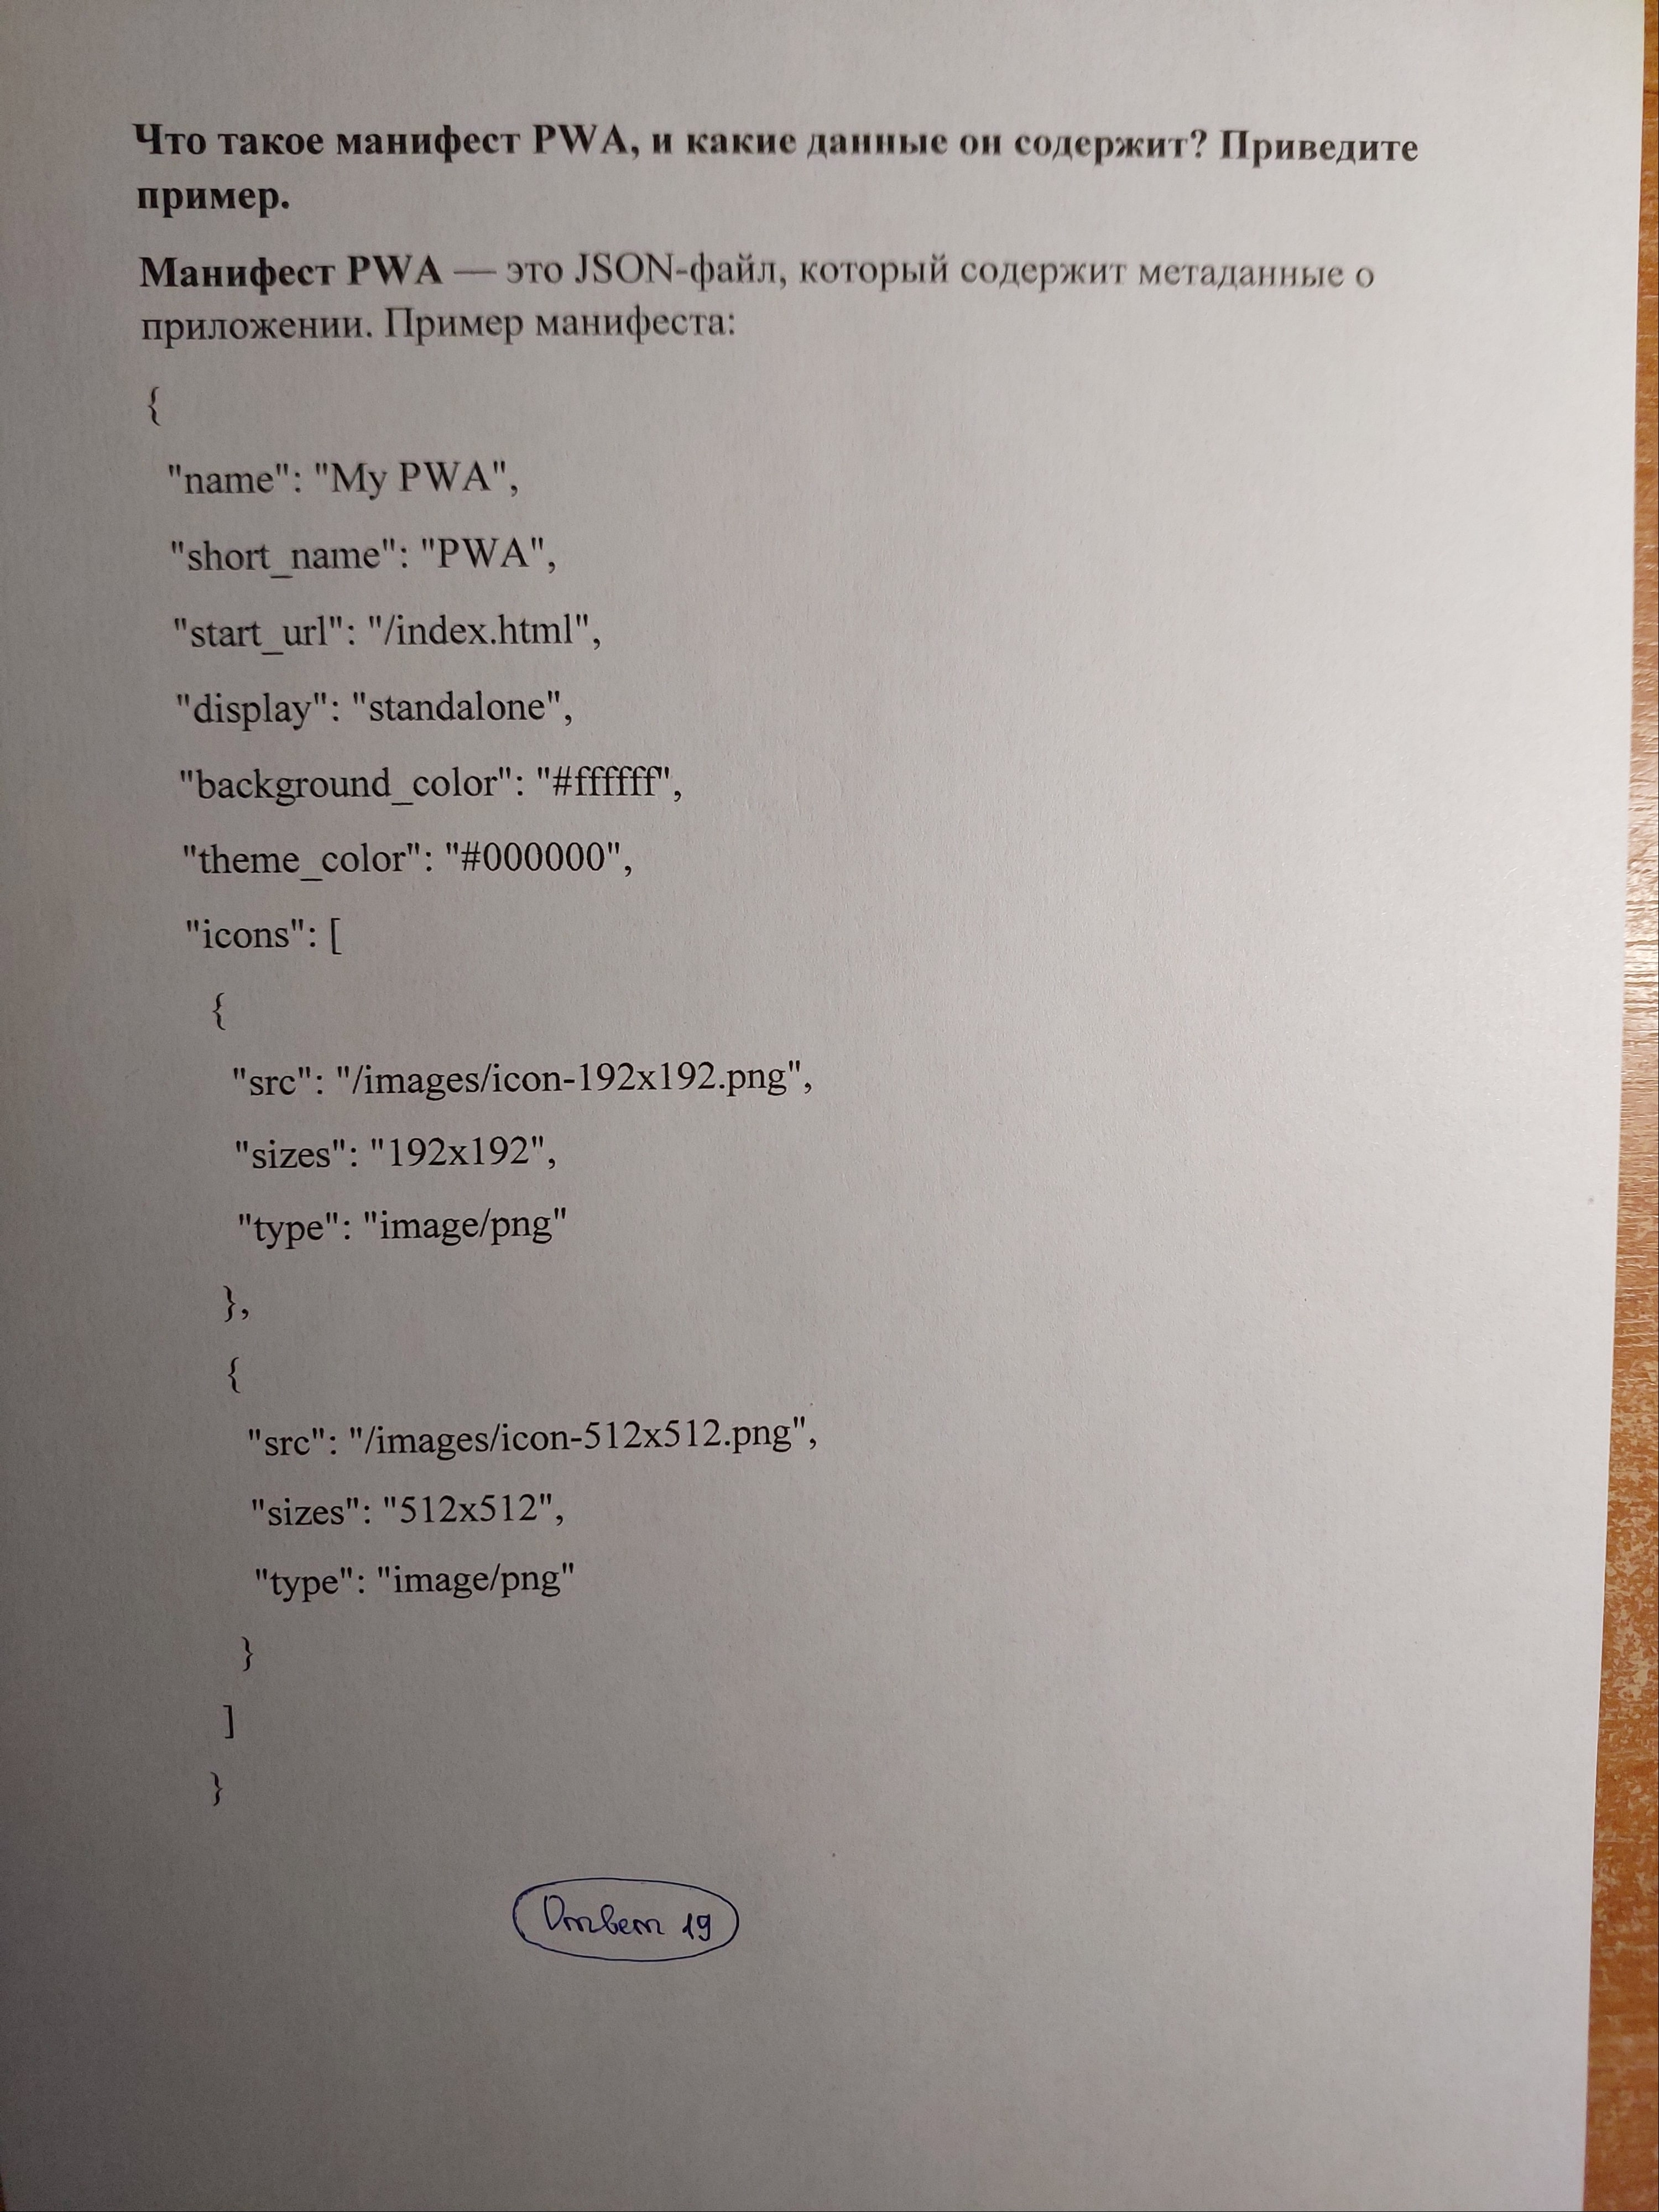 Что такое манифест PWA, и какие данные он содержит? Приведите
пример.
Манифест PWA — это JSON-файл, который содержит метаданные о
приложении. Пример манифеста:
{
"name": "My PWA",
"short_name": "PWA",
"start_url": "/index.html",
"display": "standalone",
"background_color": "#ffffff",
"theme_color": "#000000",
"icons": [
{
"src": "/images/icon-192x192.png",
"sizes": "192x192",
"type": "image/png"
},
{
"src": "/images/icon-512x512.png",
"sizes": "512x512",
"type": "image/png"
}
]
}
Ответ 19